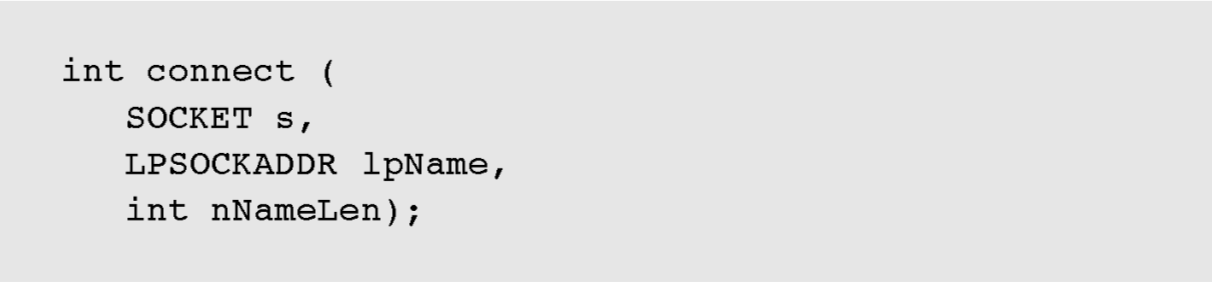 int connect (
SOCKET s,
LPSOCKADDR lpName,
int nNameLen);